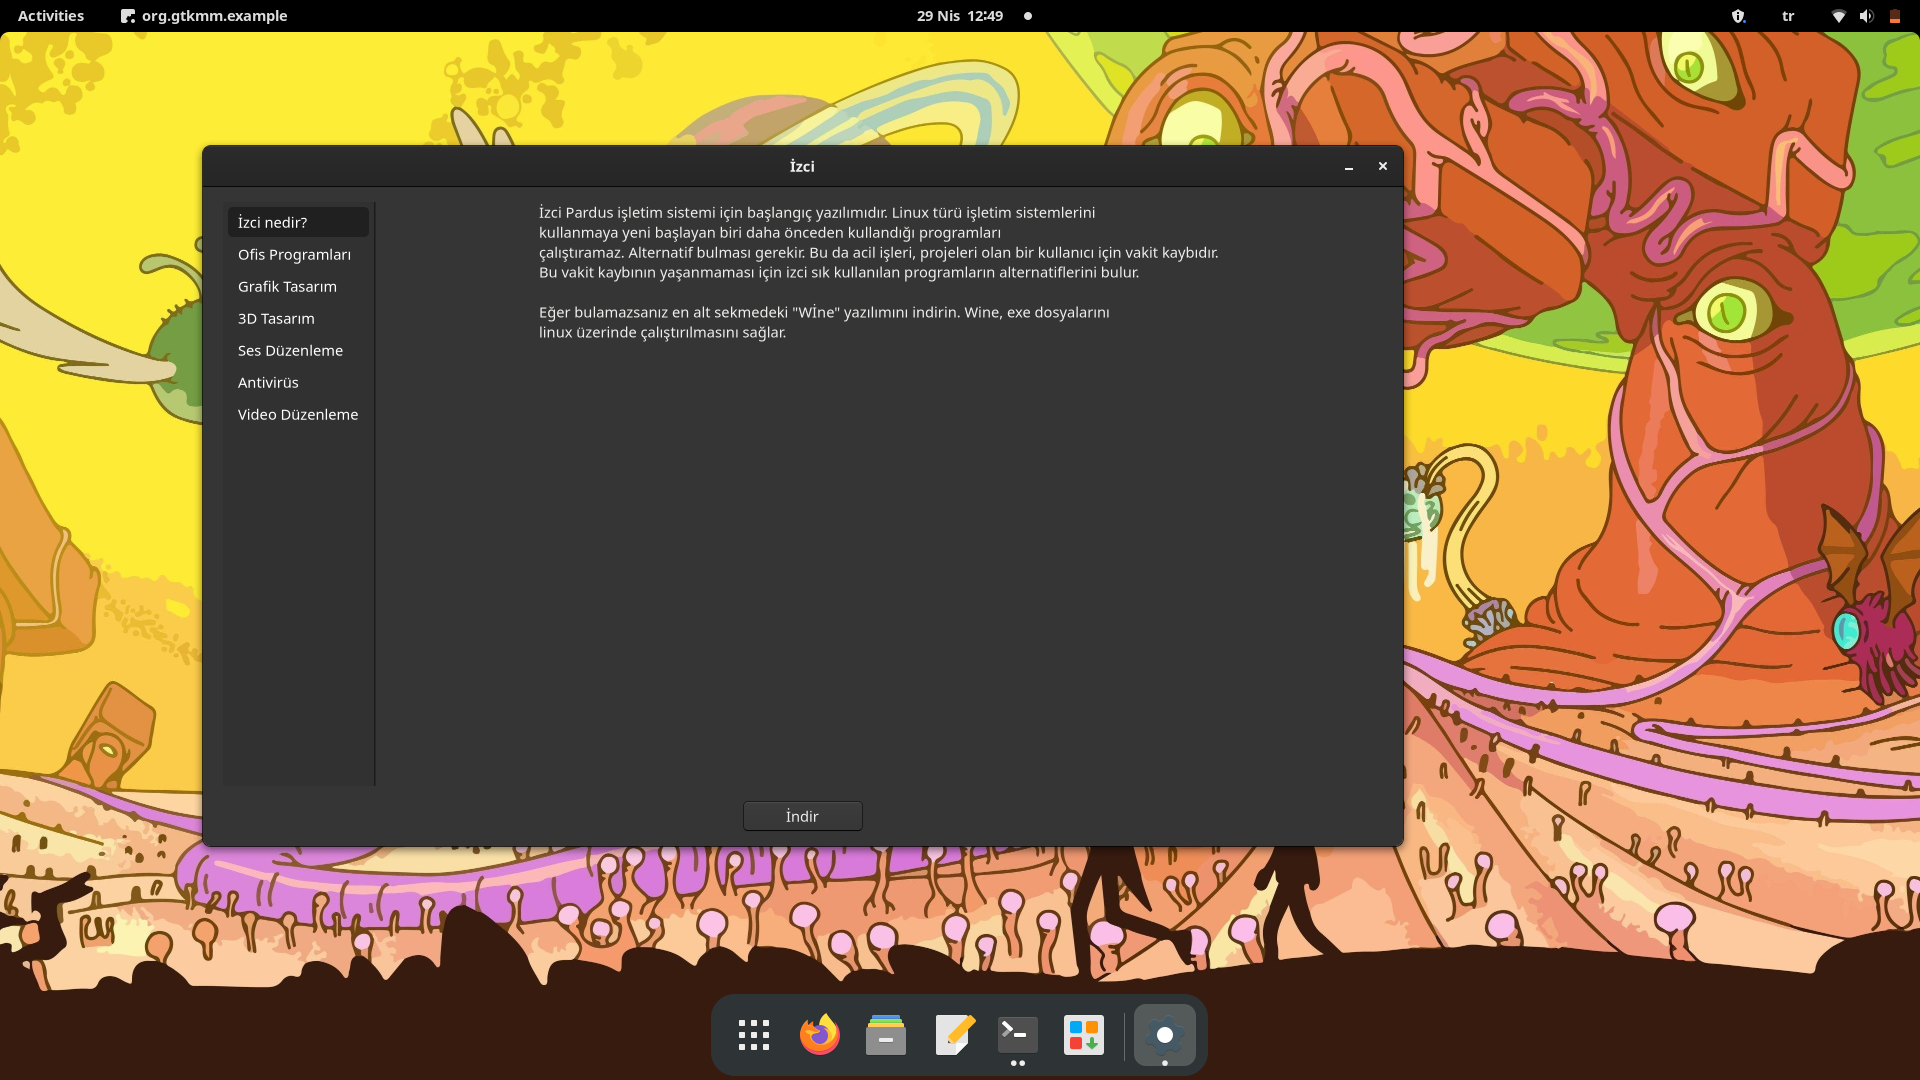 Activities
org.gtkmm.example
29 Nis 12:49
tr
İzci
İzci nedir?
Ofis Programları
Grafik Tasarım
3D Tasarım
Ses Düzenleme
Antivirüs
Video Düzenleme
İzci Pardus işletim sistemi için başlangıç yazılımıdır. Linux türü işletim sistemlerini
kullanmaya yeni başlayan biri daha önceden kullandığı programları
çalıştıramaz. Alternatif bulması gerekir. Bu da acil işleri, projeleri olan bir kullanıcı için vakit kaybıdır.
Bu vakit kaybının yaşanmaması için izci sık kullanılan programların alternatiflerini bulur.
Eğer bulamazsanız en alt sekmedeki "Wİne" yazılımını indirin. Wine, exe dosyalarını
linux üzerinde çalıştırılmasını sağlar.
İndir